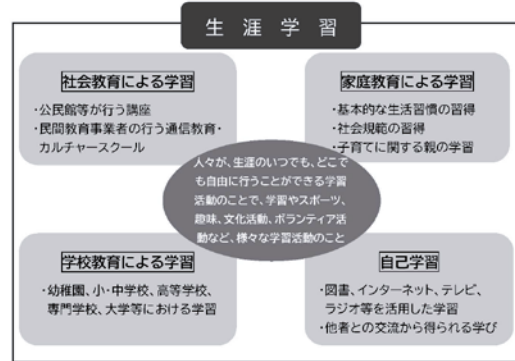 生涯学習
社会教育による学習
・公民館等が行う講座
・民間教育事業者の行う通信教育・
カルチャースクール
家庭教育による学習
・基本的な生活習慣の習得
・社会規範の習得
・子育てに関する親の学習
人々が、生涯のいつでも、どこで
も自由に行うことができる学習
活動のことで、学習やスポーツ、
趣味、文化活動、ボランティア活
動など、様々な学習活動のこと
学校教育による学習
・幼稚園、小・中学校、高等学校、
専門学校、大学等における学習
自己学習
・図書、インターネット、テレビ、
ラジオ等を活用した学習
・他者との交流から得られる学び